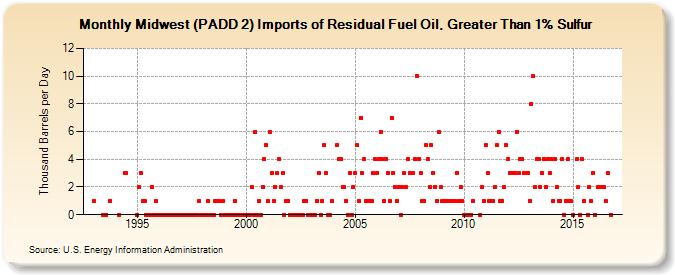 Monthly Midwest (PADD 2) Imports of Residual Fuel Oil, Greater Than 1% Sulfur
Thousand Barrels per Day
12
10
8
6
4
2
0
1995 2000 2005 2010 2015
Source: U.S. Energy Information Administration